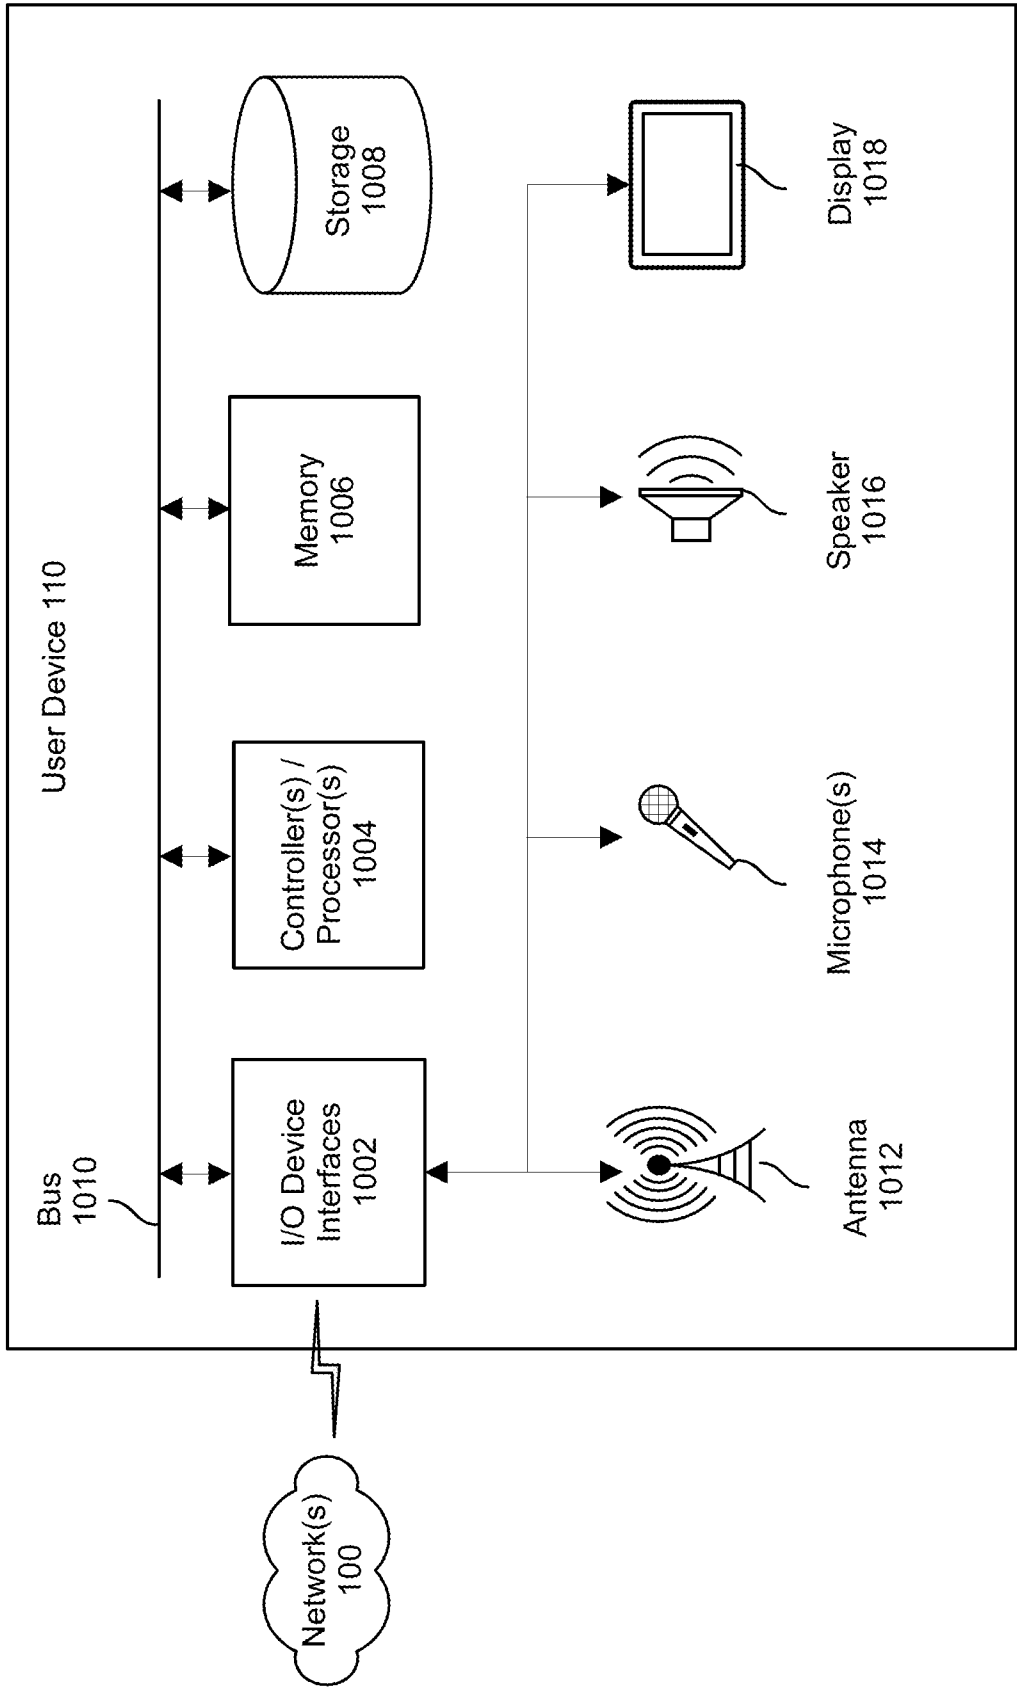 User Device 110
Bus
1010
I/O Device
Interfaces
1002
Controller(s) /
Processor(s)
1004
Memory
1006
Storage
1008
Network(s)
100
Antenna
1012
Microphone(s)
1014
Speaker
1016
Display
1018